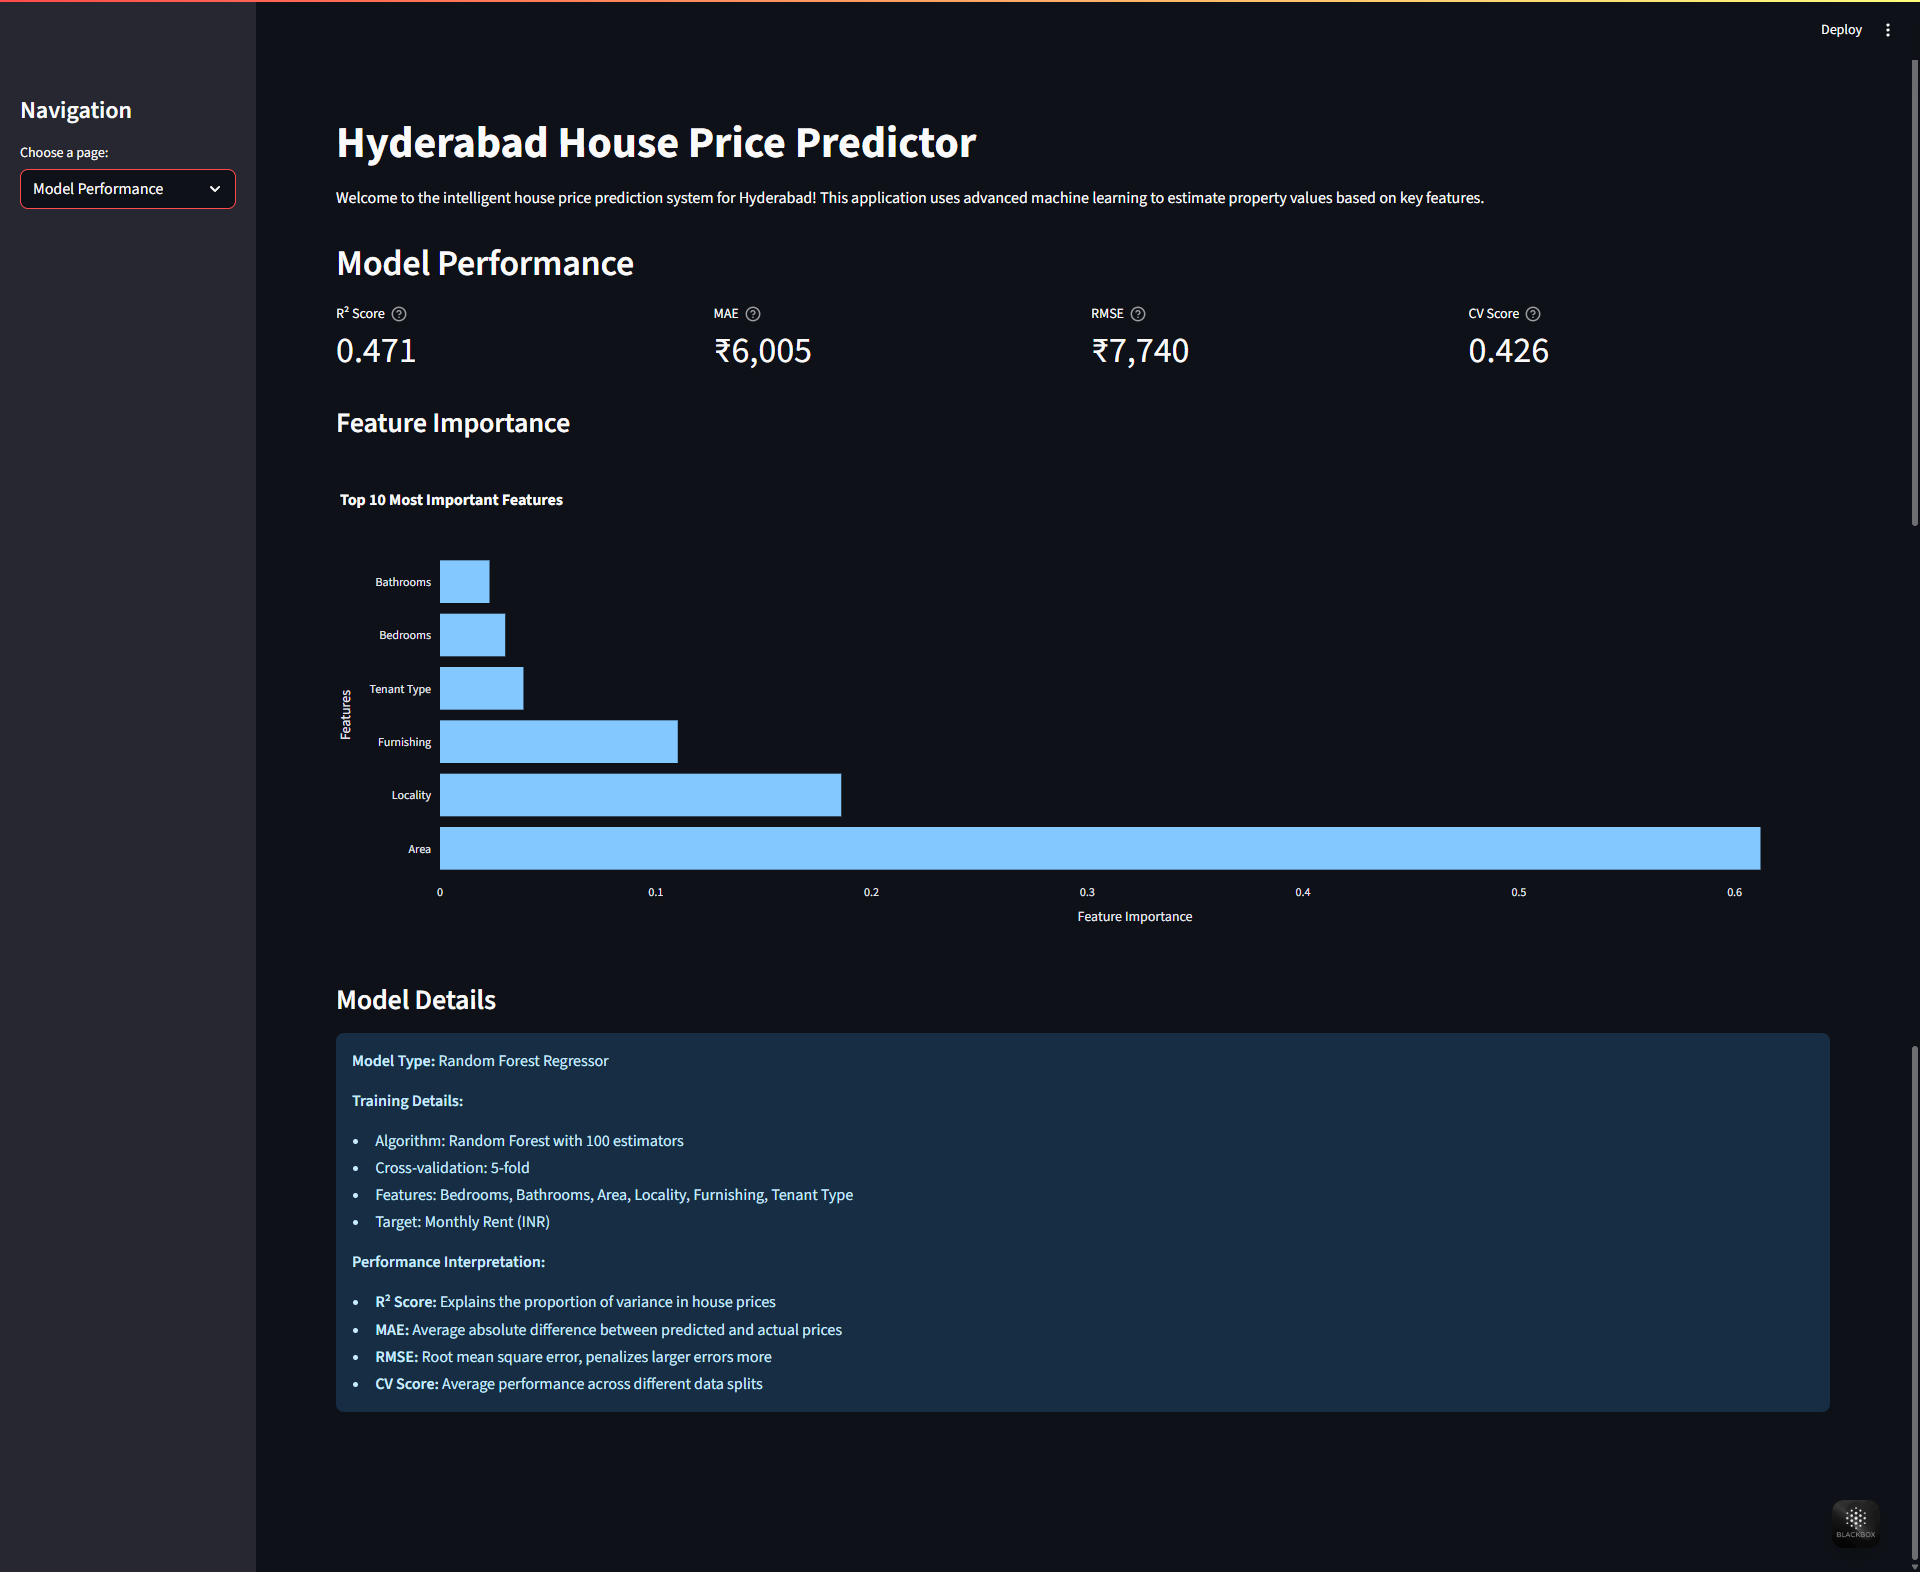 Deploy
Navigation
Choose a page:
Model Performance
Hyderabad House Price Predictor
Welcome to the intelligent house price prediction system for Hyderabad! This application uses advanced machine learning to estimate property values based on key features.
Model Performance
R² Score
0.471
MAE
₹6,005
RMSE
₹7,740
CV Score
0.426
Feature Importance
Top 10 Most Important Features
Features
Bathrooms
Bedrooms
Tenant Type
Furnishing
Locality
Area
0 0.1 0.2 0.3 0.4 0.5 0.6
Feature Importance
Model Details
Model Type: Random Forest Regressor
Training Details:
• Algorithm: Random Forest with 100 estimators
• Cross-validation: 5-fold
• Features: Bedrooms, Bathrooms, Area, Locality, Furnishing, Tenant Type
• Target: Monthly Rent (INR)
Performance Interpretation:
• R² Score: Explains the proportion of variance in house prices
• MAE: Average absolute difference between predicted and actual prices
• RMSE: Root mean square error, penalizes larger errors more
• CV Score: Average performance across different data splits
BLACKBOX